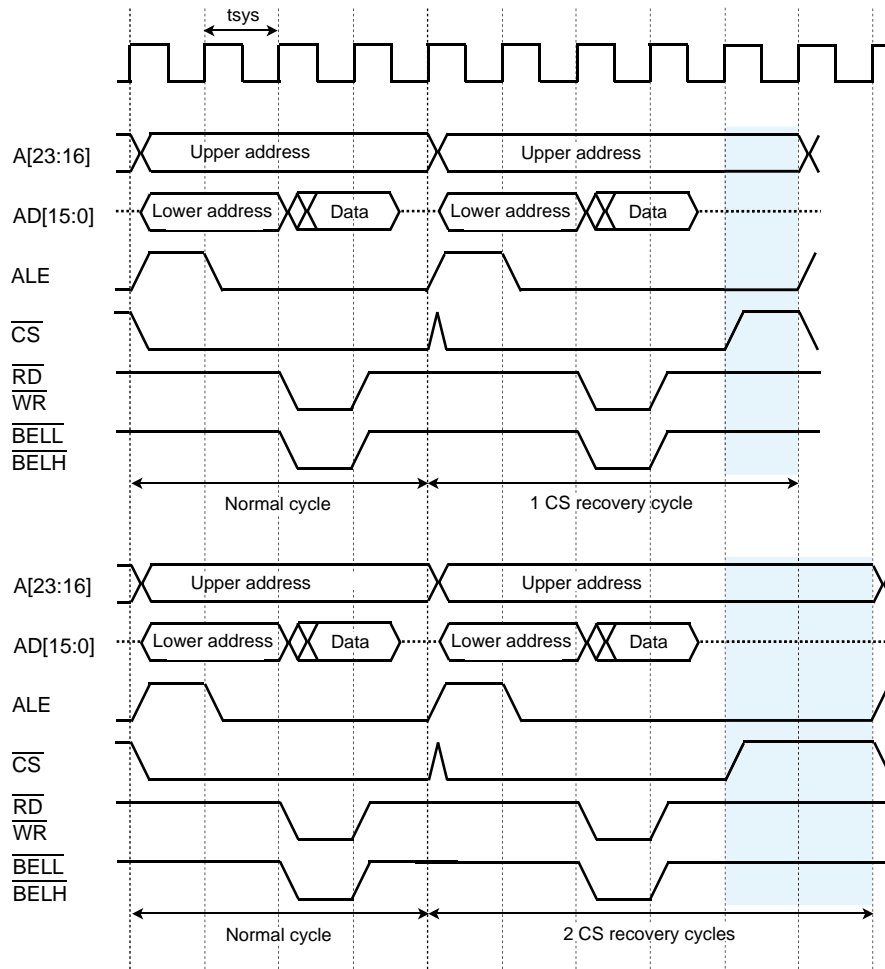 tsys
A[23:16]
Upper address
Upper address
AD[15:0]
Lower address
Data
Lower address
Data
ALE
CS
RD
WR
BELL
BELH
Normal cycle
1 CS recovery cycle
A[23:16]
Upper address
Upper address
AD[15:0]
Lower address
Data
Lower address
Data
ALE
CS
RD
WR
BELL
BELH
Normal cycle
2 CS recovery cycles